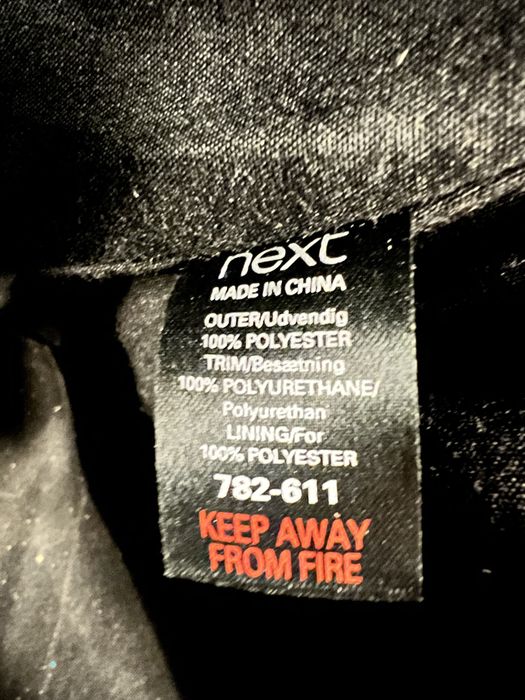 next
MADE IN CHINA
OUTER/Udvendig
100% POLYESTER
TRIM/Besætning
100% POLYURETHANE/
Polyurethan
LINING/For
100% POLYESTER
782-611
KEEP AWAY
FROM FIRE